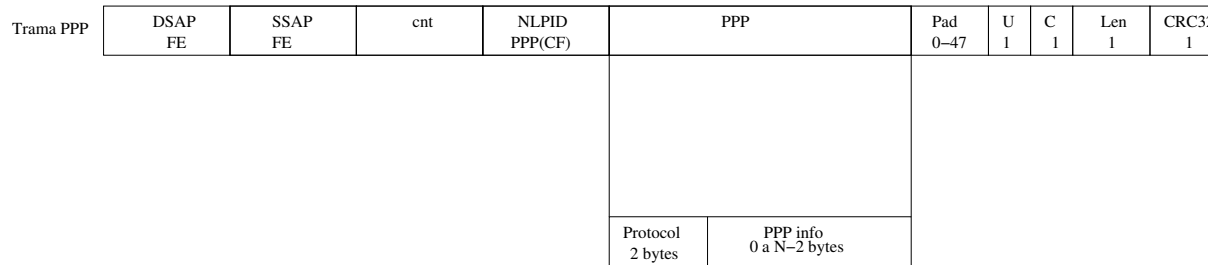 Trama PPP
DSAP
FE
SSAP
FE
cnt
NLPID
PPP(CF)
PPP
Pad
0−47
U
1
C
1
Len
1
CRC32
1
Protocol
2 bytes
PPP info
0 a N−2 bytes